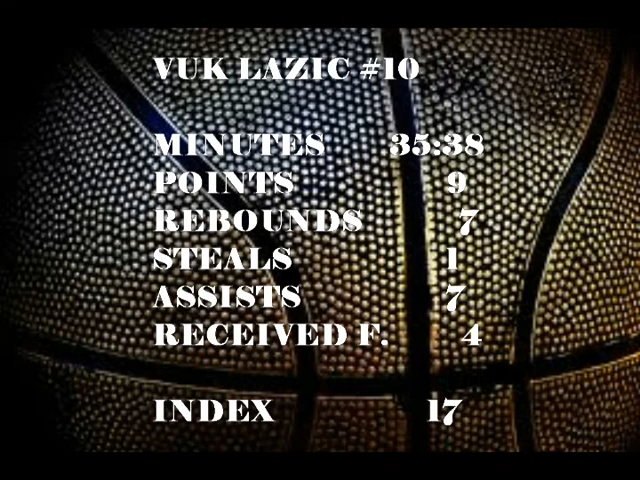 VUK LAZIC #10
MINUTES 35:38
POINTS 9
REBOUNDS 7
STEALS 1
ASSISTS 7
RECEIVED F. 4
INDEX 17